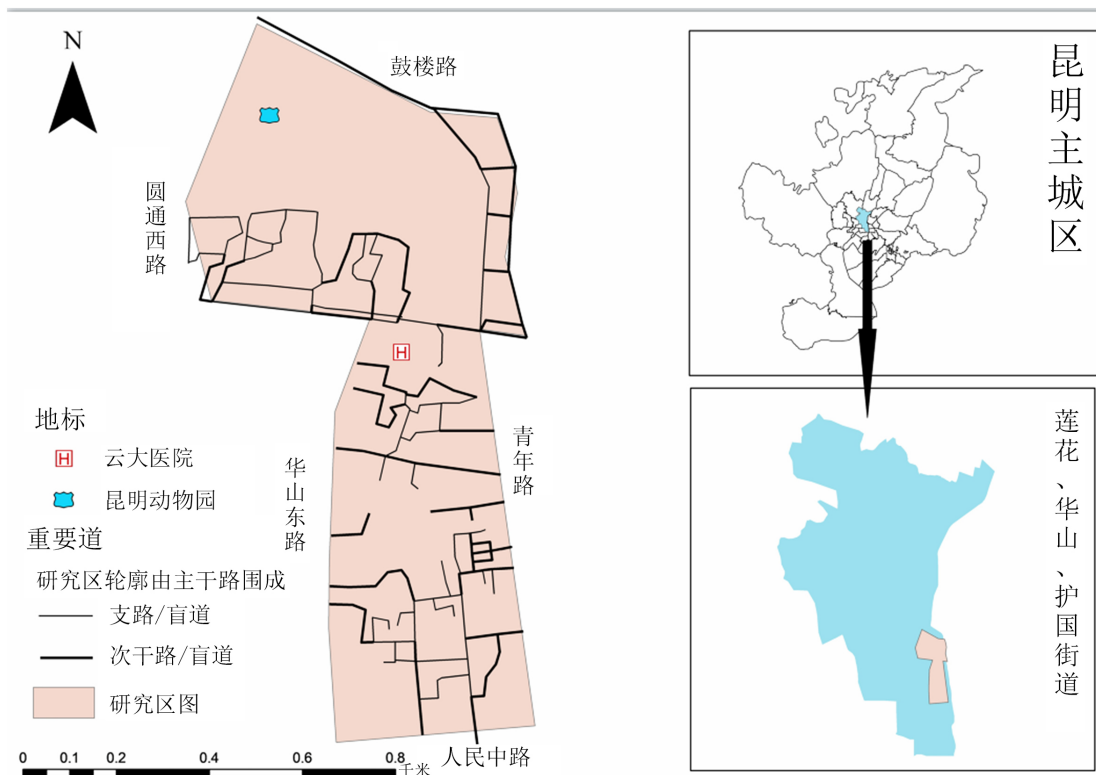 N
鼓楼路
圆通西路
H
地标
H 云大医院
昆明动物园
重要道
研究区轮廓由主干路围成
支路/盲道
次干路/盲道
研究区图
华山东路
青年路
人民中路
0 0.1 0.2 0.4 0.6 0.8
千米
昆明主城区
莲花、华山、护国街道